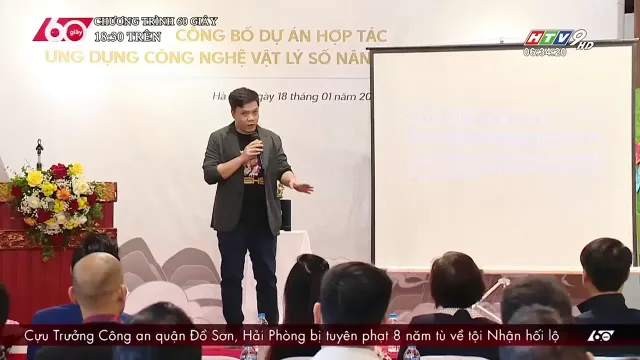 60 giây
CHƯƠNG TRÌNH 60 GIÂY
18:30 TRÊN
HTV9 HD
05:34:20
CÔNG BỐ DỰ ÁN HỢP TÁC
ỨNG DỤNG CÔNG NGHỆ VẬT LÝ SỐ NĂM
Hà ngày 18 tháng 01 năm 20
Cựu Trưởng Công an quận Đồ Sơn, Hải Phòng bị tuyên phạt 8 năm tù về tội Nhận hối lộ
60 giây